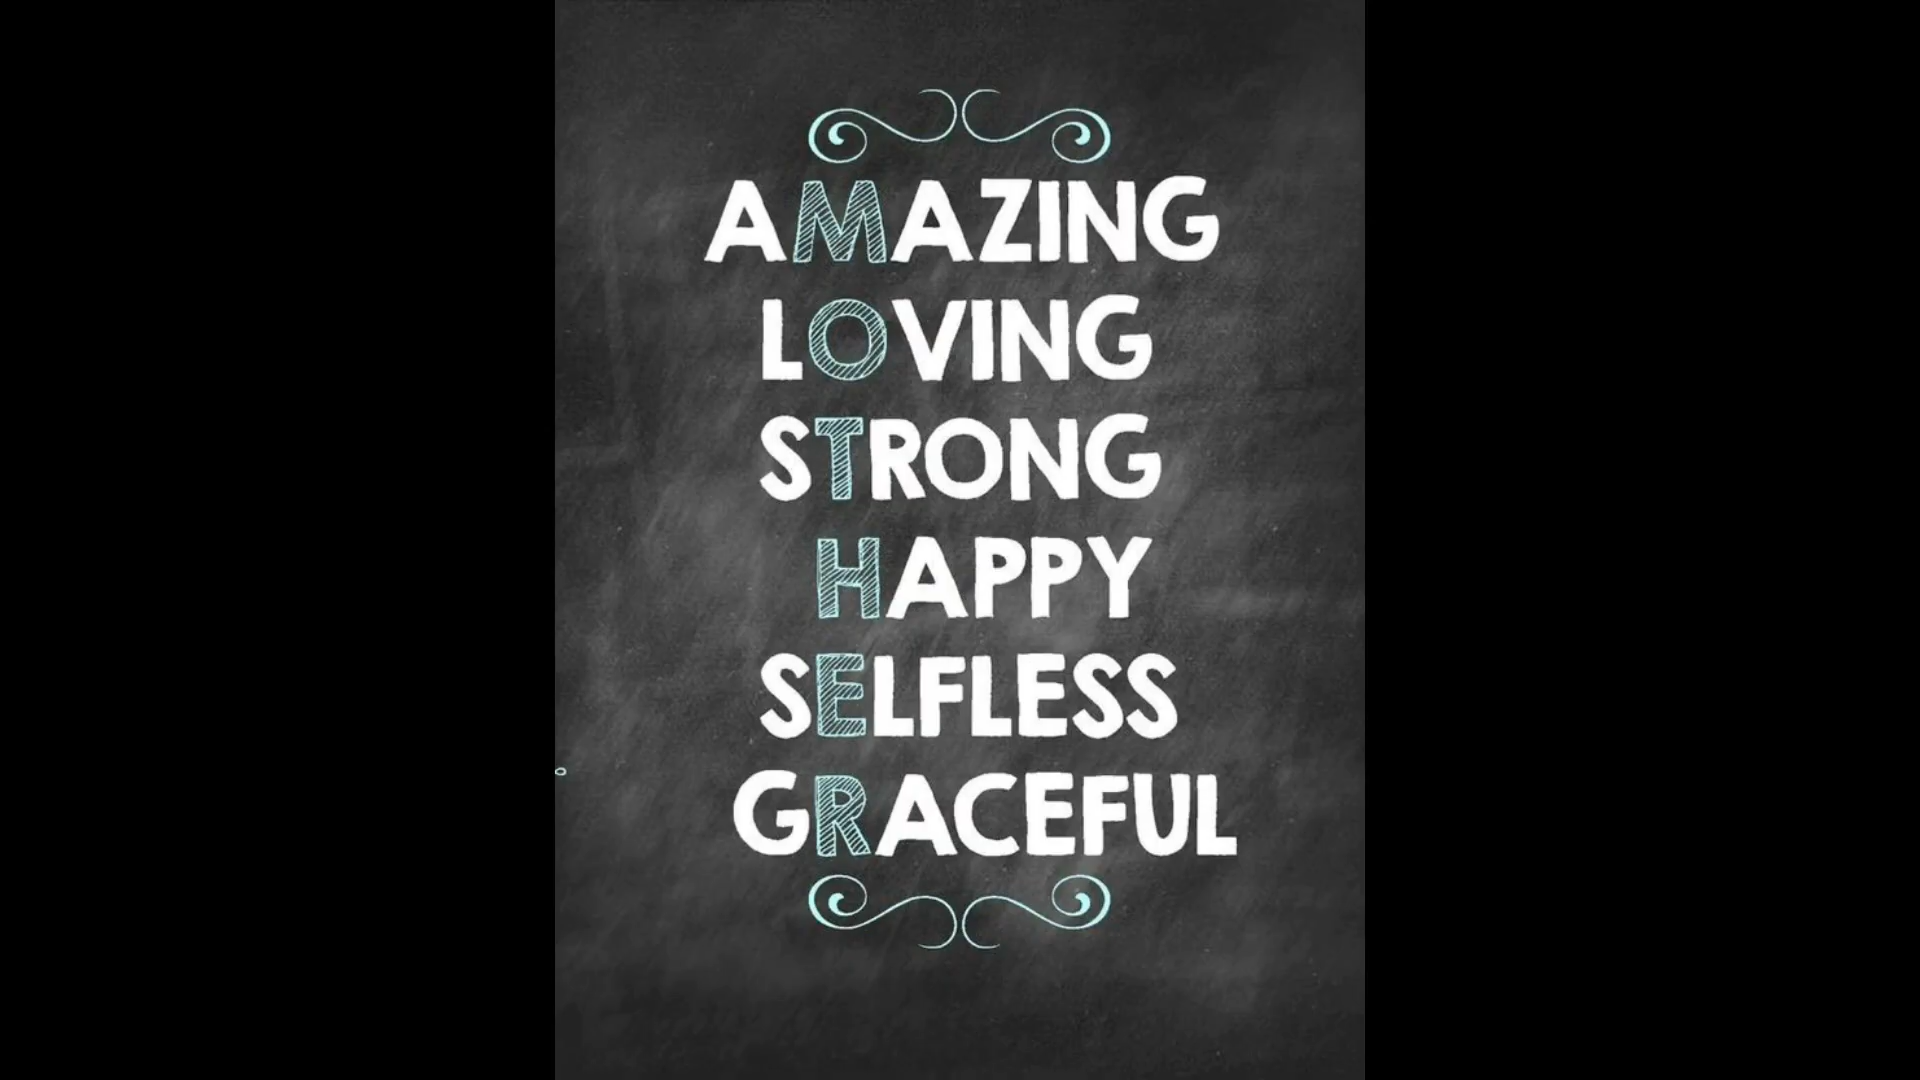 AMAZING
LOVING
STRONG
HAPPY
SELFLESS
GRACEFUL